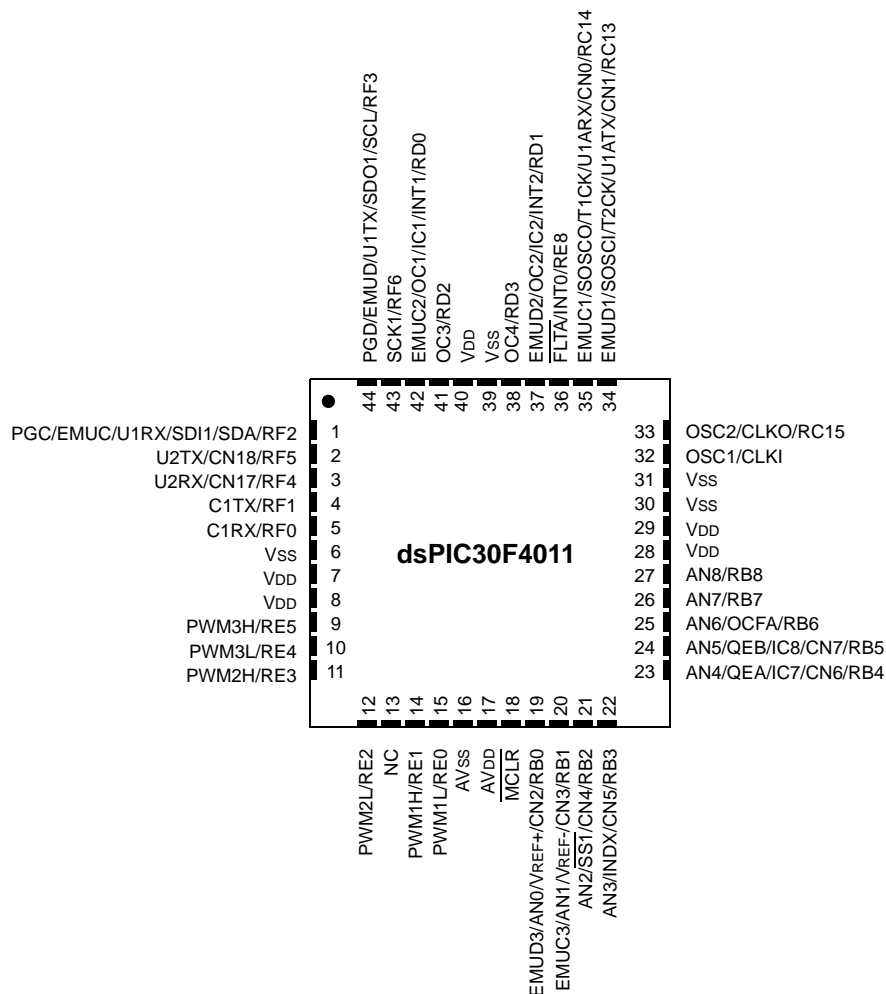 PGD/EMUD/U1TX/SDO1/SCL/RF3
SCK1/RF6
EMUC2/OC1/IC1/INT1/RD0
OC3/RD2
VDD
VSS
OC4/RD3
EMUD2/OC2/IC2/INT2/RD1
FLTA/INT0/RE8
EMUC1/SOSCO/T1CK/U1ARX/CN0/RC14
EMUD1/SOSCI/T2CK/U1ATX/CN1/RC13
44 43 42 41 40 39 38 37 36 35 34
PGC/EMUC/U1RX/SDI1/SDA/RF2 1 33 OSC2/CLKO/RC15
U2TX/CN18/RF5 2 32 OSC1/CLKI
U2RX/CN17/RF4 3 31 VSS
C1TX/RF1 4 30 VSS
C1RX/RF0 5 29 VDD
VSS 6 28 VDD
dsPIC30F4011
VDD 7 27 AN8/RB8
VDD 8 26 AN7/RB7
PWM3H/RE5 9 25 AN6/OCFA/RB6
PWM3L/RE4 10 24 AN5/QEB/IC8/CN7/RB5
PWM2H/RE3 11 23 AN4/QEA/IC7/CN6/RB4
12 13 14 15 16 17 18 19 20 21 22
PWM2L/RE2
NC
PWM1H/RE1
PWM1L/RE0
AVSS
AVDD
MCLR
EMUD3/AN0/VREF+/CN2/RB0
EMUC3/AN1/VREF-/CN3/RB1
AN2/SS1/CN4/RB2
AN3/INDX/CN5/RB3